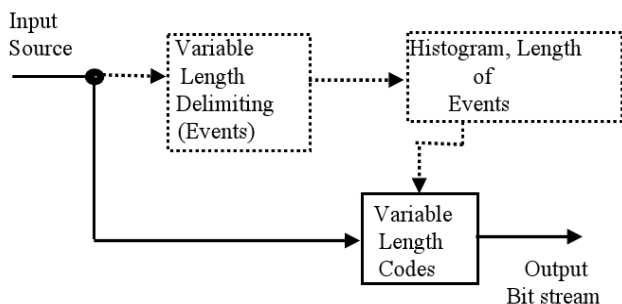 Input
Source
Variable
Length
Delimiting
(Events)
Histogram, Length
of
Events
Variable
Length
Codes
Output
Bit stream